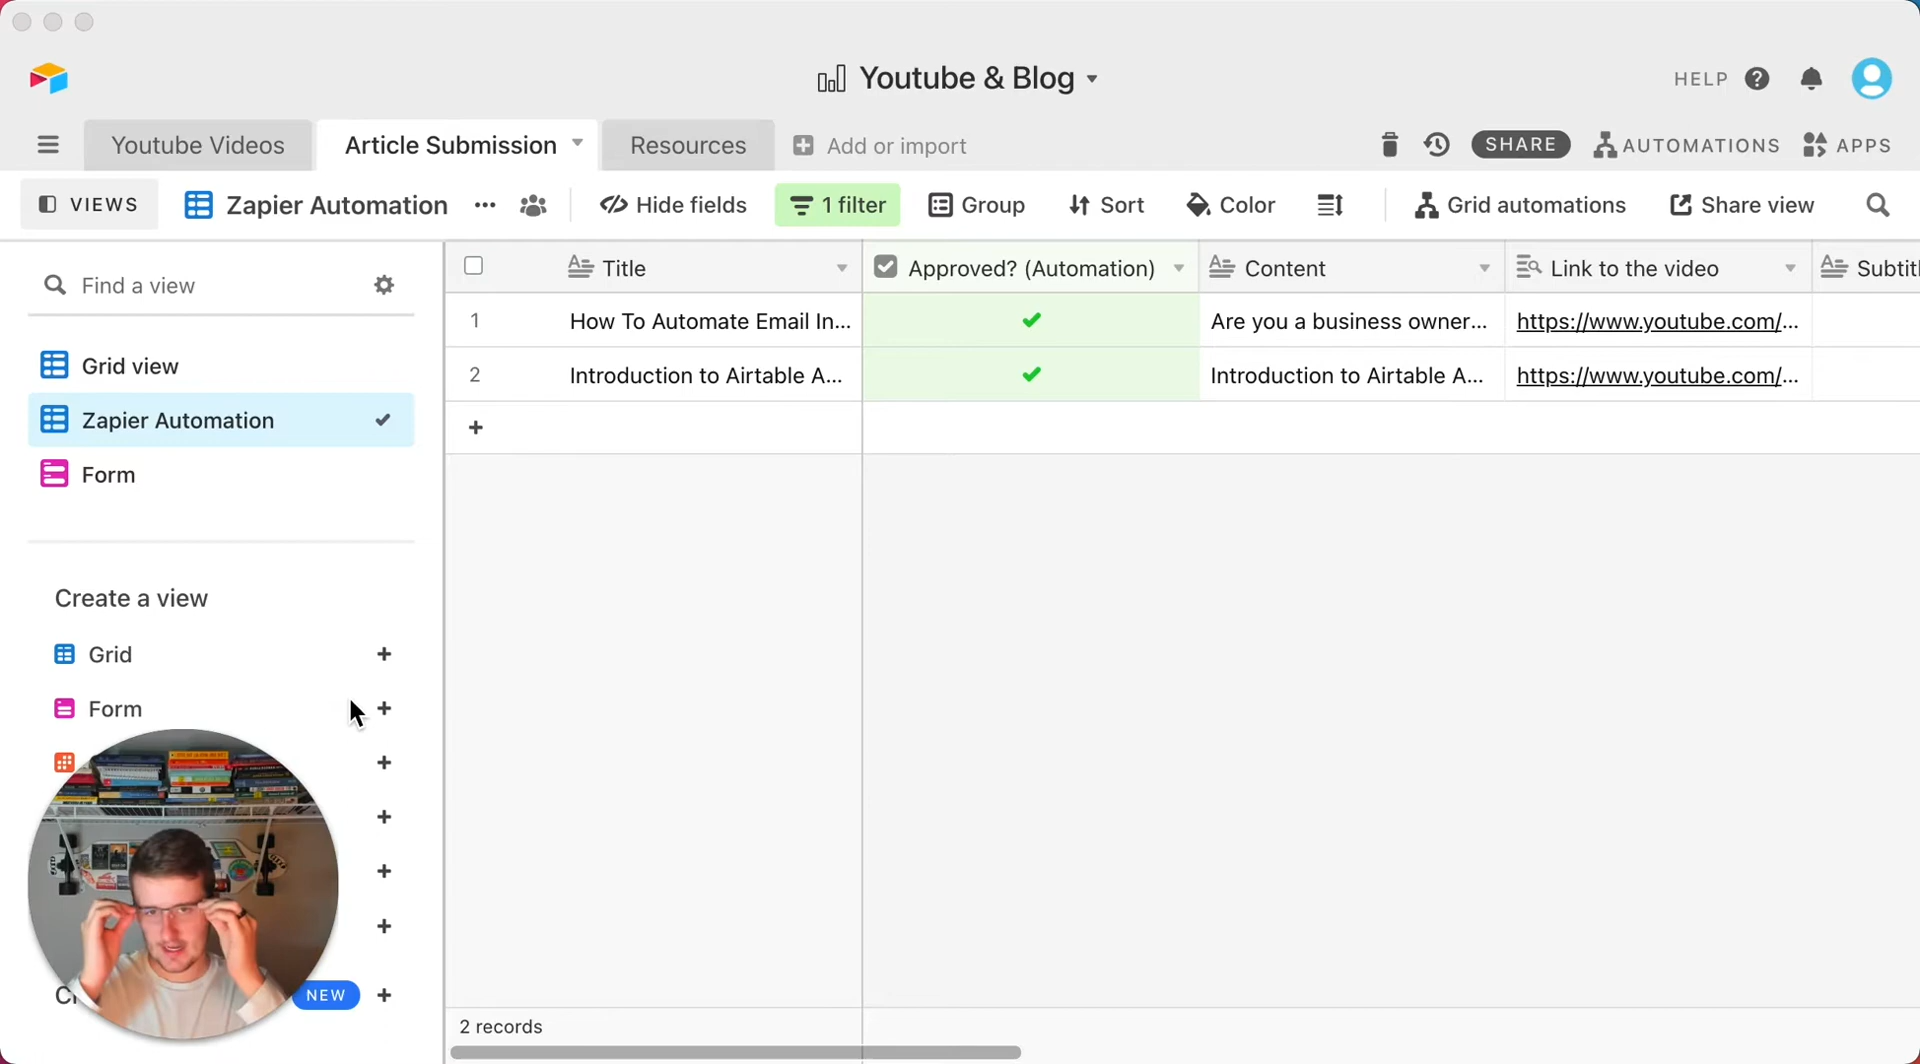 Youtube & Blog
HELP
Youtube Videos
Article Submission
Resources
Add or import
SHARE
AUTOMATIONS
APPS
VIEWS
Zapier Automation
Hide fields
1 filter
Group
Sort
Color
Grid automations
Share view
Find a view
Grid view
Zapier Automation
Form
Create a view
Grid
Form
NEW
Title
Approved? (Automation)
Content
Link to the video
1
How To Automate Email In...
Are you a business owner...
https://www.youtube.com/...
2
Introduction to Airtable A...
Introduction to Airtable A...
https://www.youtube.com/...
2 records